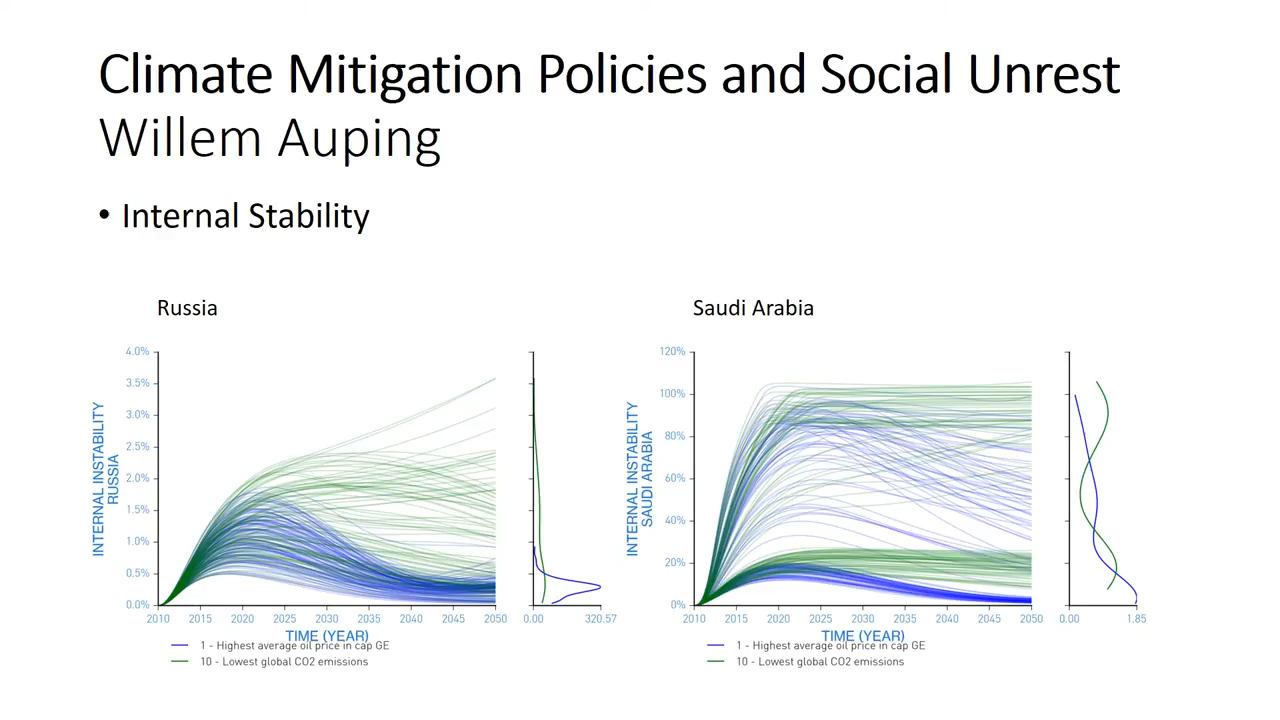 Climate Mitigation Policies and Social Unrest
Willem Auping
• Internal Stability
Russia
4.0%
3.5%
3.0%
2.5%
2.0%
1.5%
1.0%
0.5%
0.0%
INTERNAL INSTABILITY
RUSSIA
2010 2015 2020 2025 2030 2035 2040 2045 2050
0.00 320.57
TIME (YEAR)
1 - Highest average oil price in cap GE
10 - Lowest global CO2 emissions
Saudi Arabia
120%
100%
80%
60%
40%
20%
0%
INTERNAL INSTABILITY
SAUDI ARABIA
2010 2015 2020 2025 2030 2035 2040 2045 2050
0.00 1.85
TIME (YEAR)
1 - Highest average oil price in cap GE
10 - Lowest global CO2 emissions